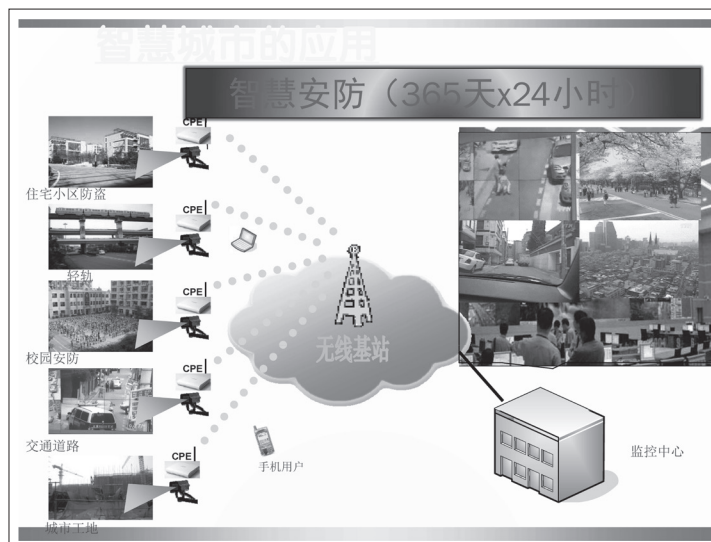 智慧城市的应用
智慧安防（365天x24小时）
CPE
住宅小区防盗
CPE
轻轨
CPE
校园安防
CPE
交通道路
CPE
城市工地
无线基站
手机用户
监控中心